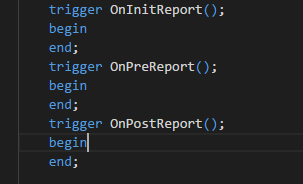 trigger OnInitReport();
begin
end;
trigger OnPreReport();
begin
end;
trigger OnPostReport();
begin
end;